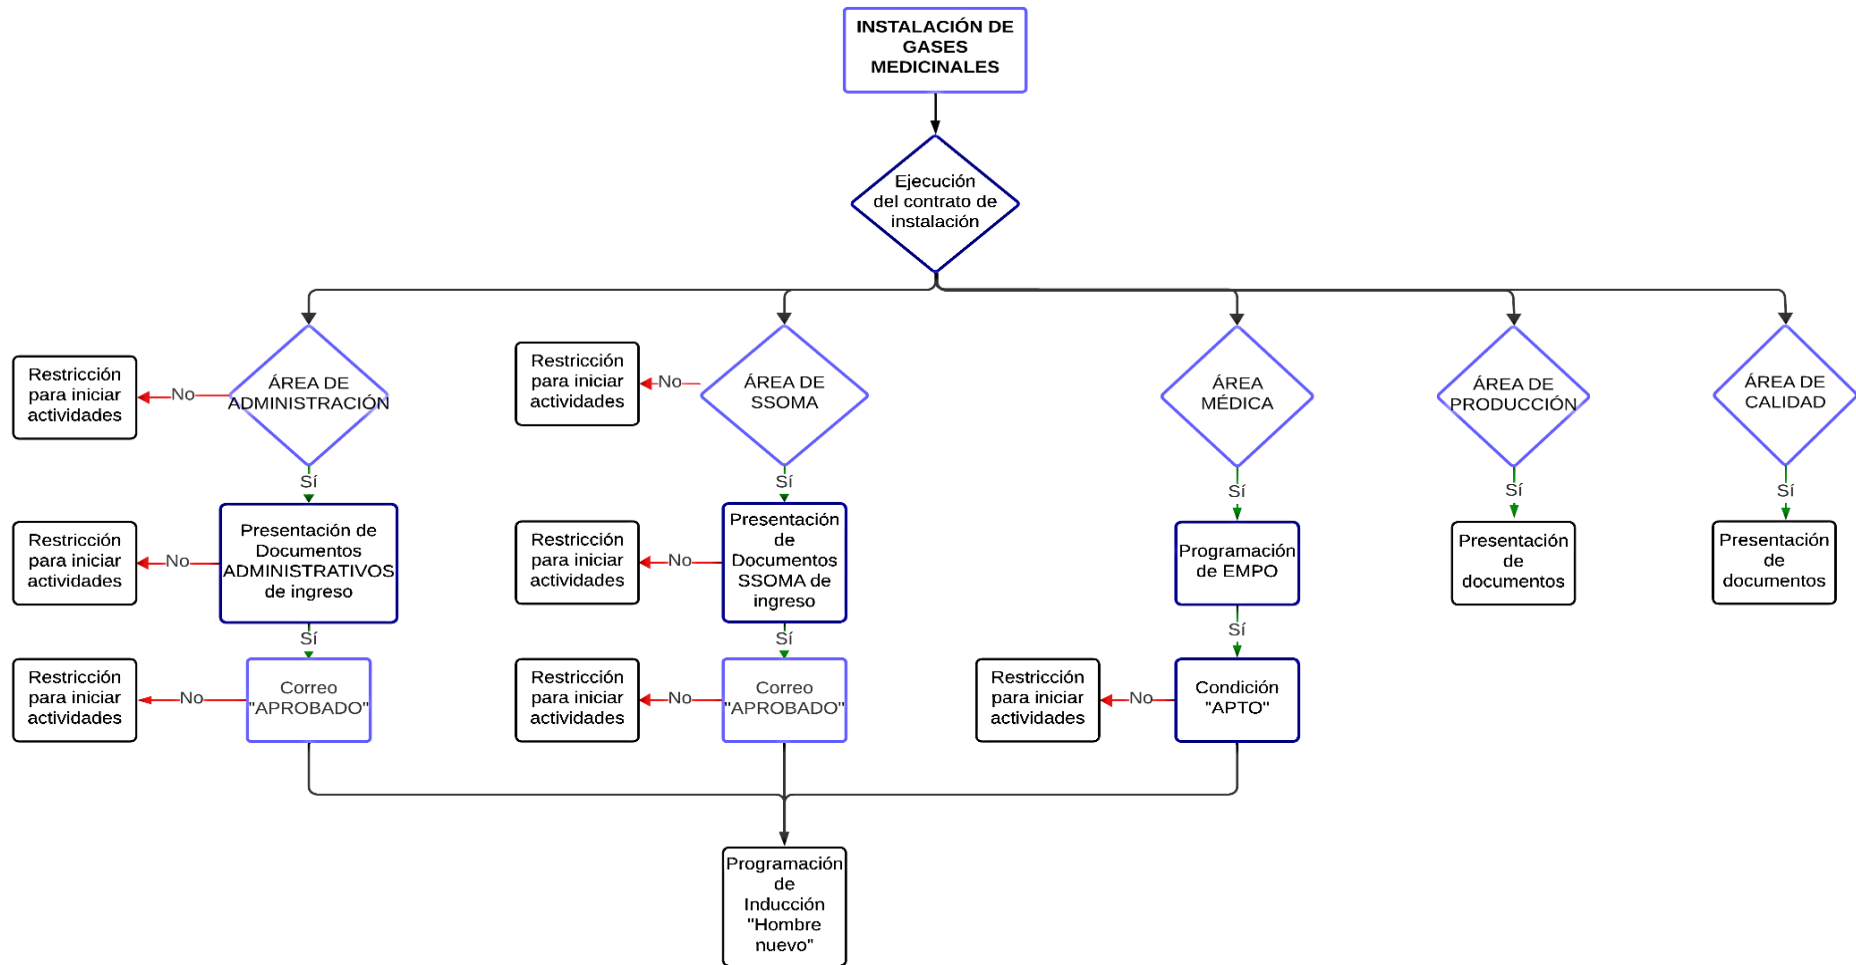 INSTALACIÓN DE
GASES
MEDICINALES
Ejecución
del contrato de
instalación
Restricción
para iniciar
actividades
No
ÁREA DE
ADMINISTRACIÓN
Restricción
para iniciar
actividades
No
ÁREA DE
SSOMA
ÁREA
MÉDICA
ÁREA DE
PRODUCCIÓN
ÁREA DE
CALIDAD
Sí
Sí
Sí
Sí
Sí
Restricción
para iniciar
actividades
No
Presentación de
Documentos
ADMINISTRATIVOS
de ingreso
Restricción
para iniciar
actividades
No
Presentación
de
Documentos
SSOMA de
ingreso
Programación
de EMPO
Presentación
de
documentos
Presentación
de
documentos
Sí
Sí
Sí
Restricción
para iniciar
actividades
No
Correo
"APROBADO"
Restricción
para iniciar
actividades
No
Correo
"APROBADO"
Restricción
para iniciar
actividades
No
Condición
"APTO"
Programación
de
Inducción
"Hombre
nuevo"